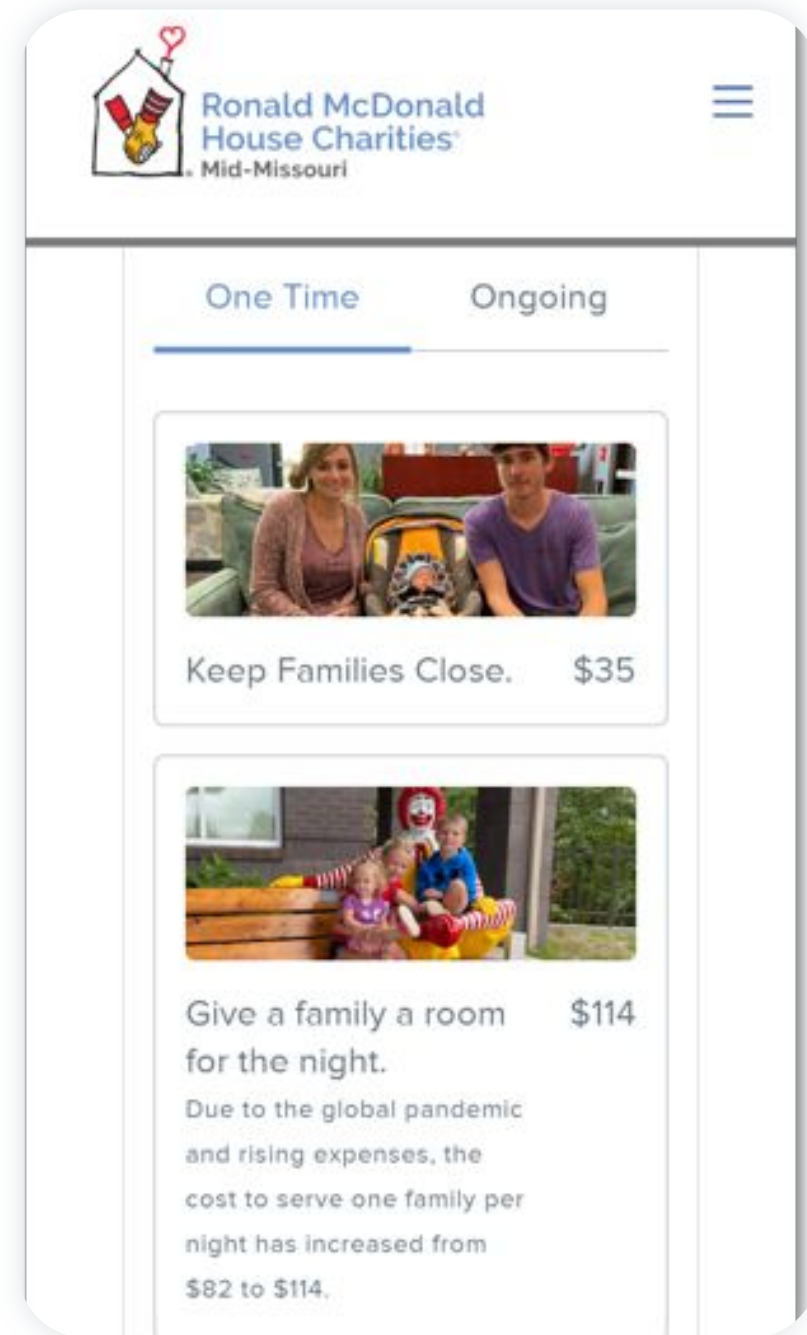 Ronald McDonald
House Charities®
Mid-Missouri
One Time
Ongoing
Keep Families Close.
$35
Give a family a room
$114
for the night.
Due to the global pandemic
and rising expenses, the
cost to serve one family per
night has increased from
$82 to $114.